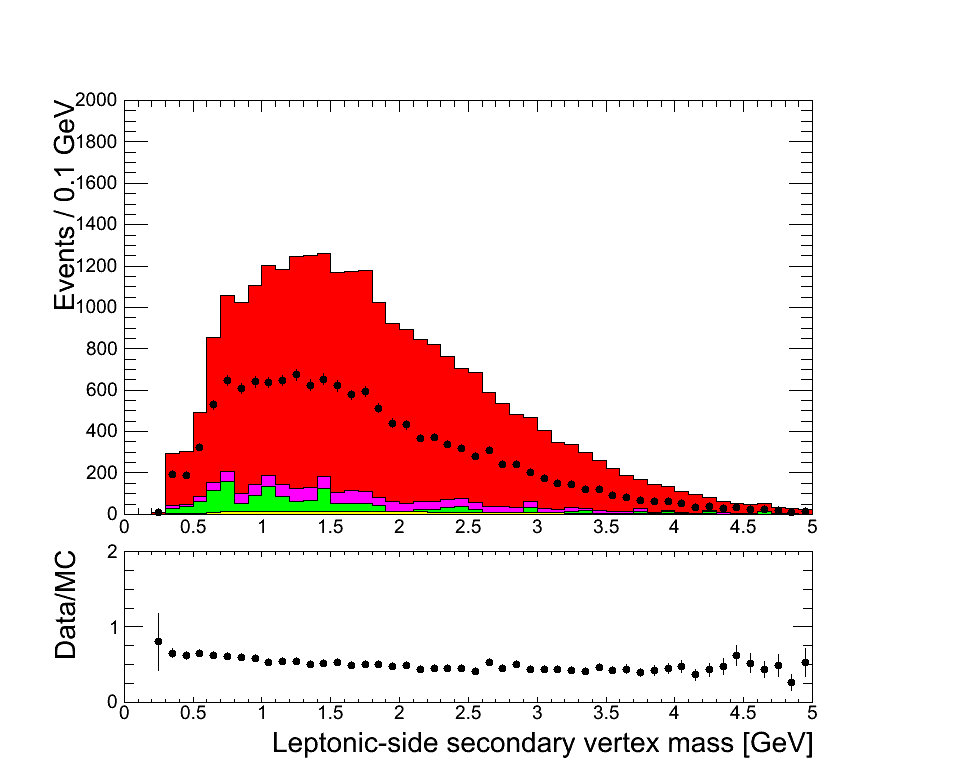 Events / 0.1 GeV
2000
1800
1600
1400
1200
1000
800
600
400
200
0
0 0.5 1 1.5 2 2.5 3 3.5 4 4.5 5
Data/MC
2
1
0
0 0.5 1 1.5 2 2.5 3 3.5 4 4.5 5
Leptonic-side secondary vertex mass [GeV]